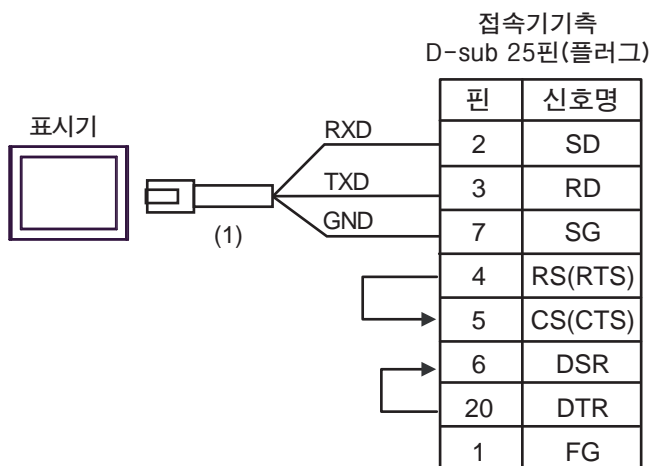 접속기기측
D-sub 25핀(플러그)
표시기
(1)
RXD
TXD
GND
핀 신호명
2 SD
3 RD
7 SG
4 RS(RTS)
5 CS(CTS)
6 DSR
20 DTR
1 FG